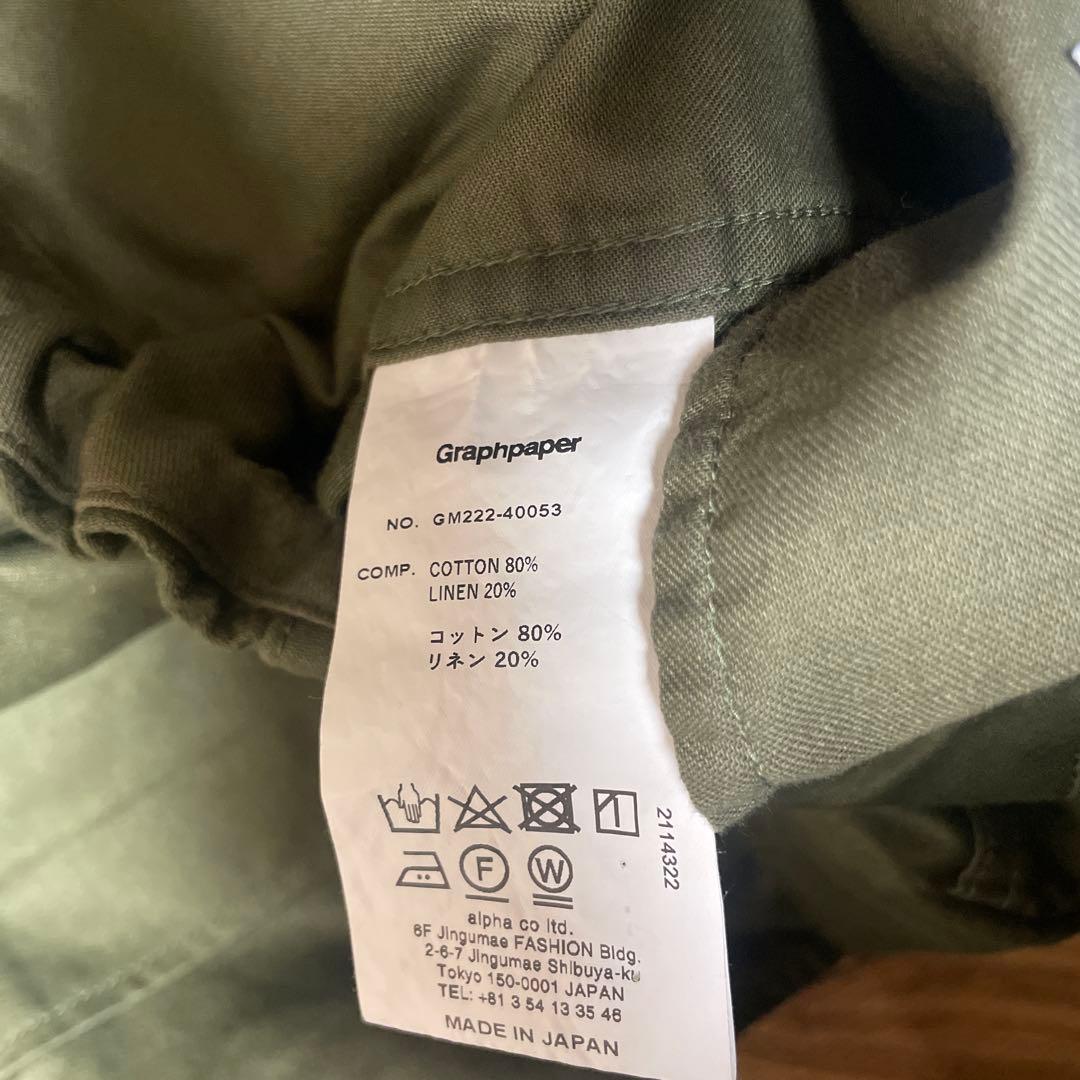 Graphpaper
NO. GM222-40053
COMP. COTTON 80%
LINEN 20%
コットン 80%
リネン 20%
2114322
F W
alpha co ltd.
6F Jingumae FASHION Bldg.
2-6-7 Jingumae Shibuya-ku
Tokyo 150-0001 JAPAN
TEL: +81 3 54 13 35 46
MADE IN JAPAN